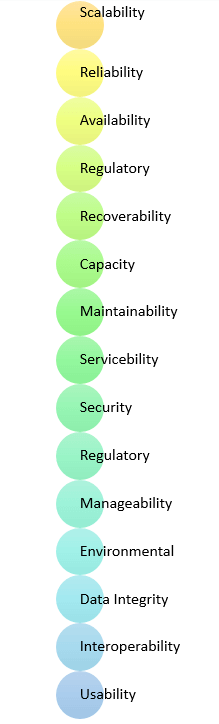 Scalability
Reliability
Availability
Regulatory
Recoverability
Capacity
Maintainability
Servicebility
Security
Regulatory
Manageability
Environmental
Data Integrity
Interoperability
Usability